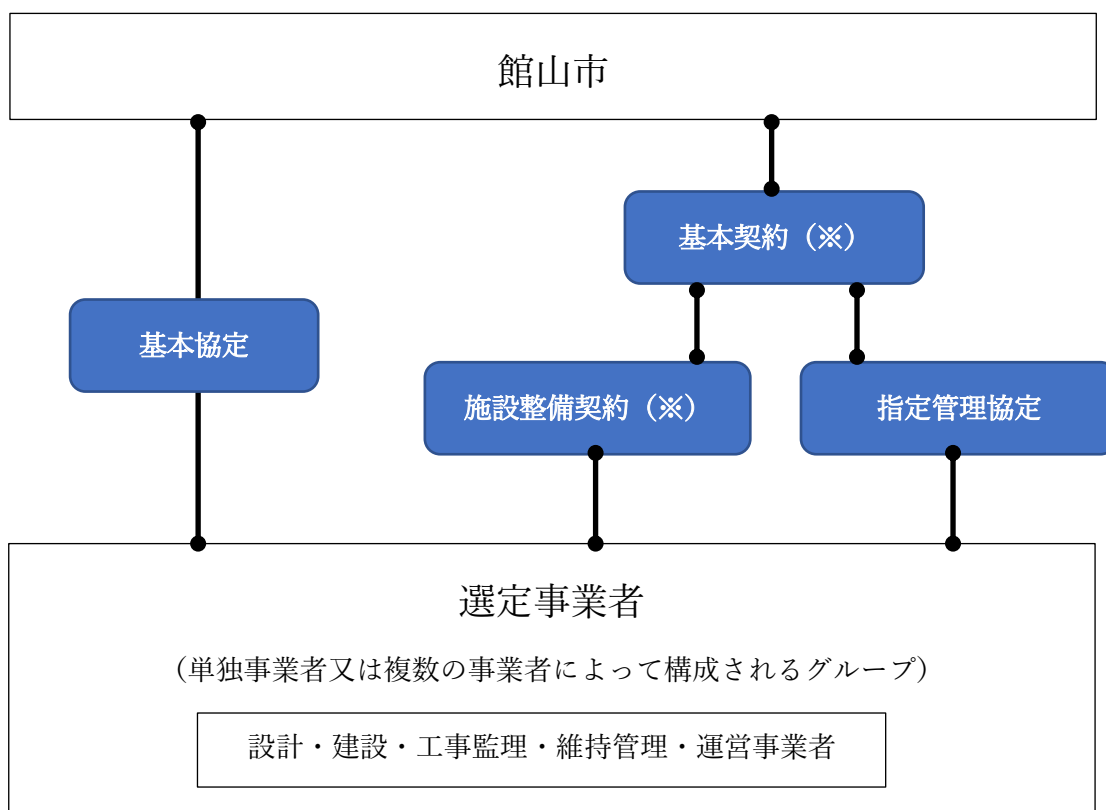 館山市
基本契約（※）
基本協定
施設整備契約（※）
指定管理協定
選定事業者
（単独事業者又は複数の事業者によって構成されるグループ）
設計・建設・工事監理・維持管理・運営事業者